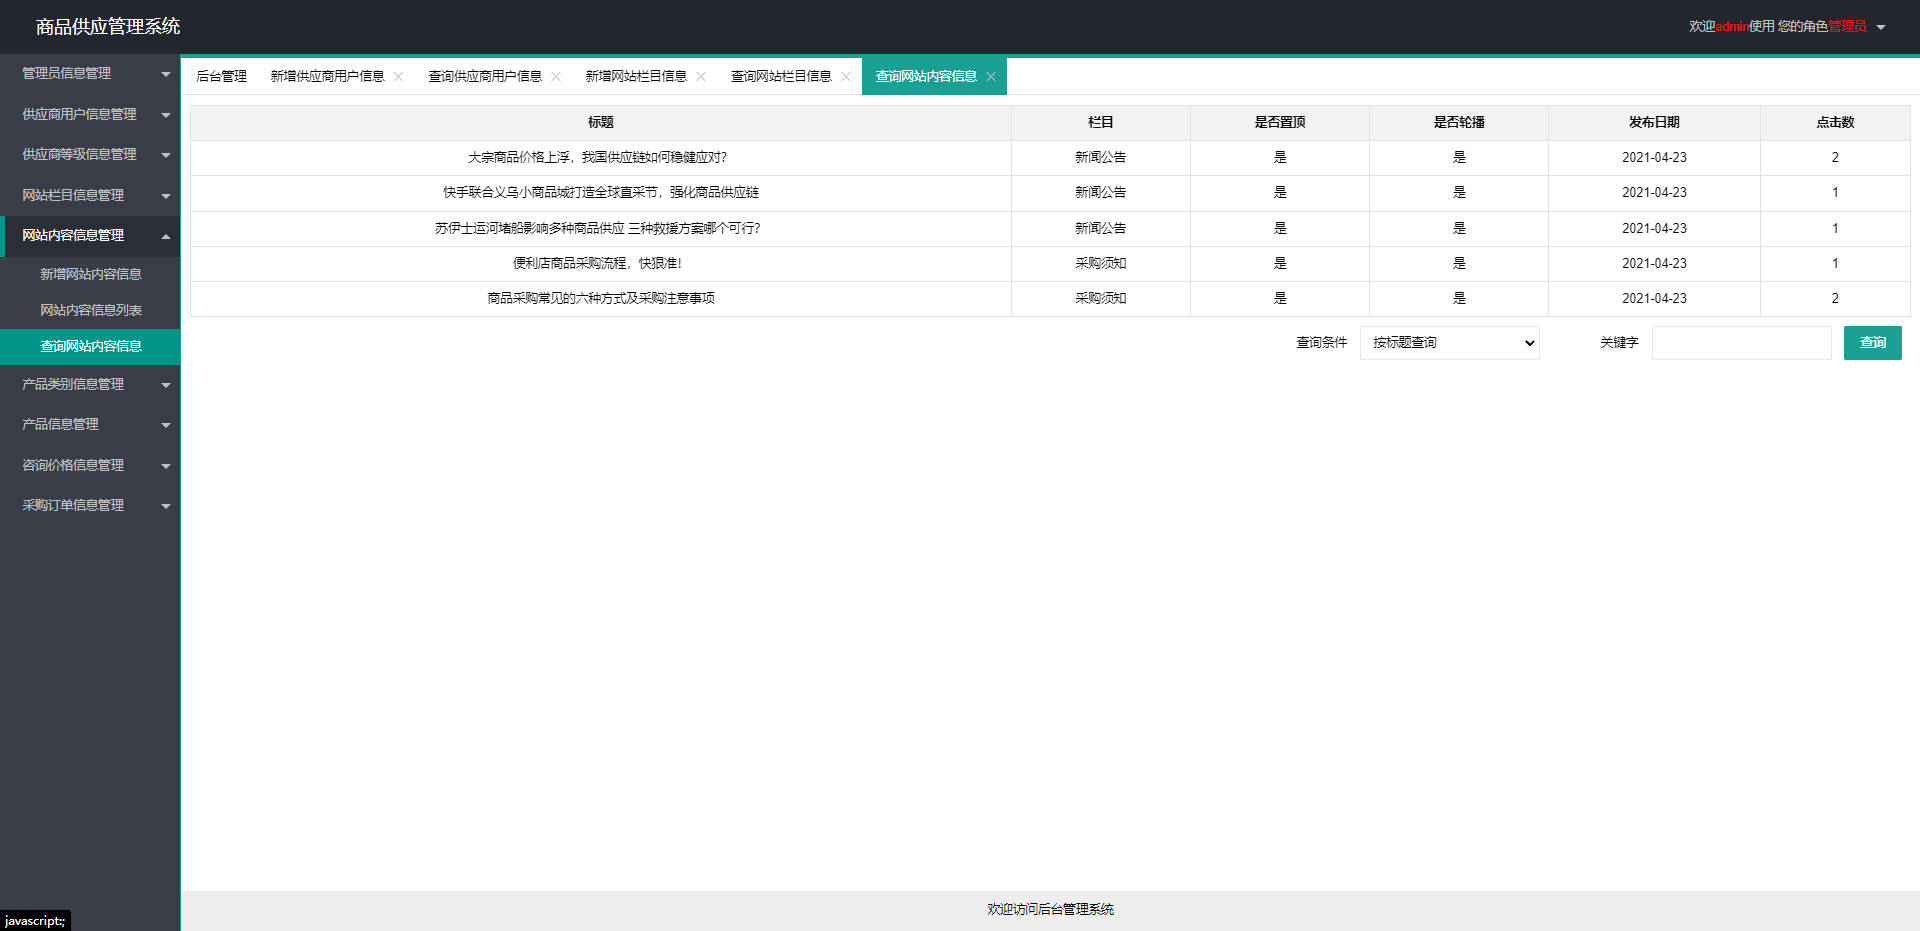 商品供应管理系统
欢迎admin使用 您的角色管理员
管理员信息管理
供应商用户信息管理
供应商等级信息管理
网站栏目信息管理
网站内容信息管理
新增网站内容信息
网站内容信息列表
查询网站内容信息
产品类别信息管理
产品信息管理
咨询价格信息管理
采购订单信息管理
后台管理 新增供应商用户信息 查询供应商用户信息 新增网站栏目信息 查询网站栏目信息 查询网站内容信息
标题 栏目 是否置顶 是否轮播 发布日期 点击数
大宗商品价格上浮，我国供应链如何稳健应对？ 新闻公告 是 是 2021-04-23 2
快手联合义乌小商品城打造全球直采节，强化商品供应链 新闻公告 是 是 2021-04-23 1
苏伊士运河堵船影响多种商品供应 三种救援方案哪个可行？ 新闻公告 是 是 2021-04-23 1
便利店商品采购流程，快狠准！ 采购须知 是 是 2021-04-23 1
商品采购常见的六种方式及采购注意事项 采购须知 是 是 2021-04-23 2
查询条件 按标题查询 关键字 查询
欢迎访问后台管理系统
javascript:;